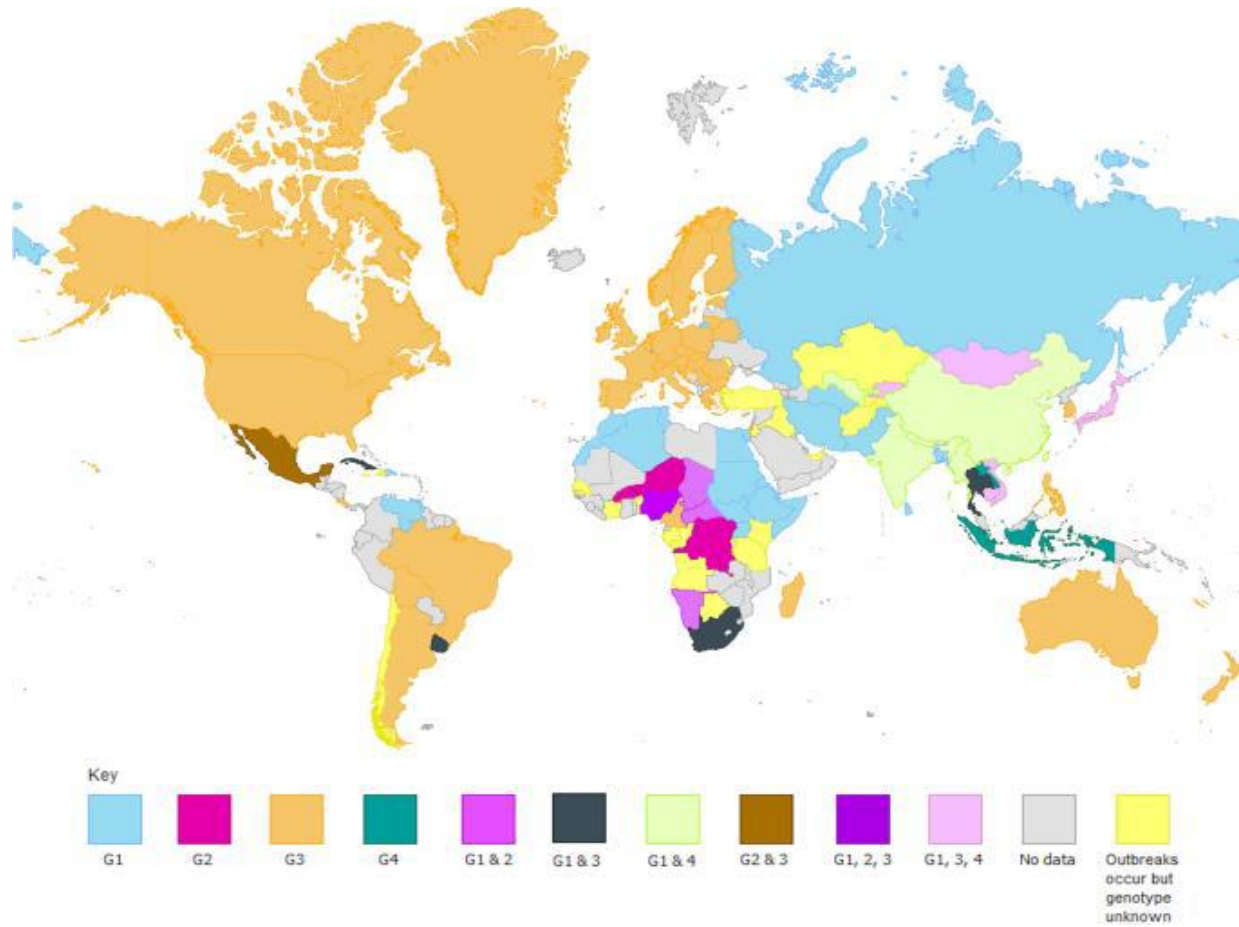 Key
G1
G2
G3
G4
G1 & 2
G1 & 3
G1 & 4
G2 & 3
G1, 2, 3
G1, 3, 4
No data
Outbreaks
occur but
genotype
unknown